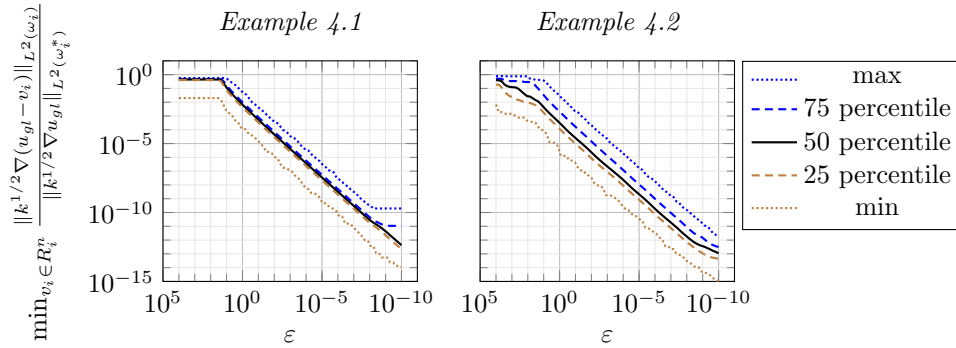 Example 4.1
Example 4.2
min_{v_i ∈ R_i^n} \frac{‖k^{1/2}∇(u_{gl}−v_i)‖_{L^2(ω_i)}}{‖k^{1/2}∇u_{gl}‖_{L^2(ω_i^*)}}
10^0
10^{−5}
10^{−10}
10^{−15}
10^5 10^0 10^{−5} 10^{−10}
10^5 10^0 10^{−5} 10^{−10}
ε
ε
max
75 percentile
50 percentile
25 percentile
min